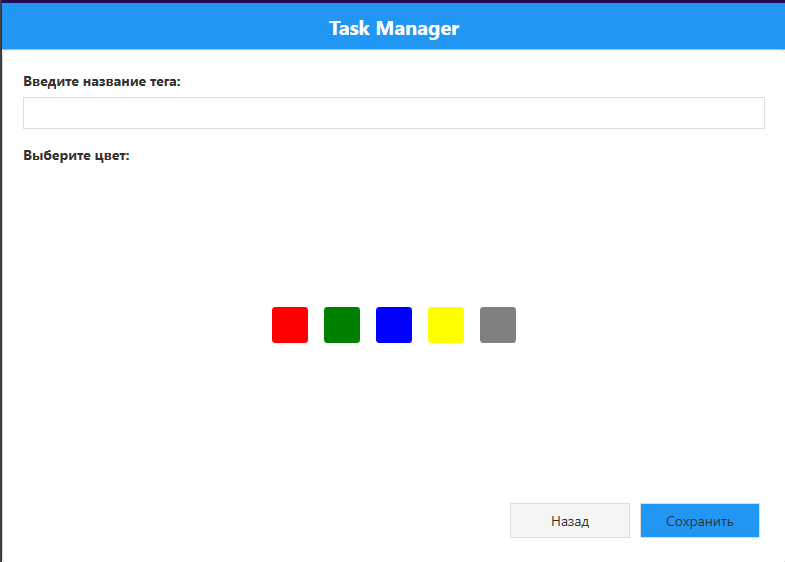 Task Manager
Введите название тега:
Выберите цвет:
Назад
Сохранить